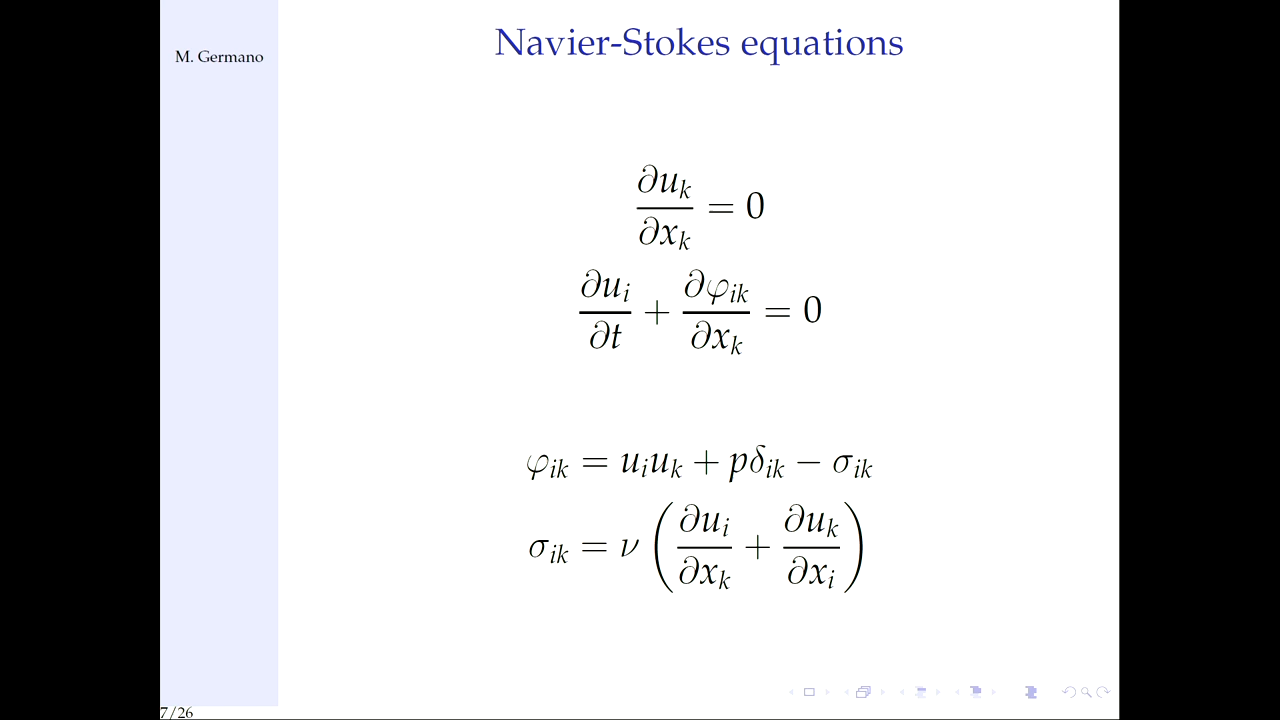 Navier-Stokes equations
M. Germano
∂u_k/∂x_k = 0
∂u_i/∂t + ∂φ_ik/∂x_k = 0
φ_ik = u_i u_k + pδ_ik − σ_ik
σ_ik = ν (∂u_i/∂x_k + ∂u_k/∂x_i)
7/26